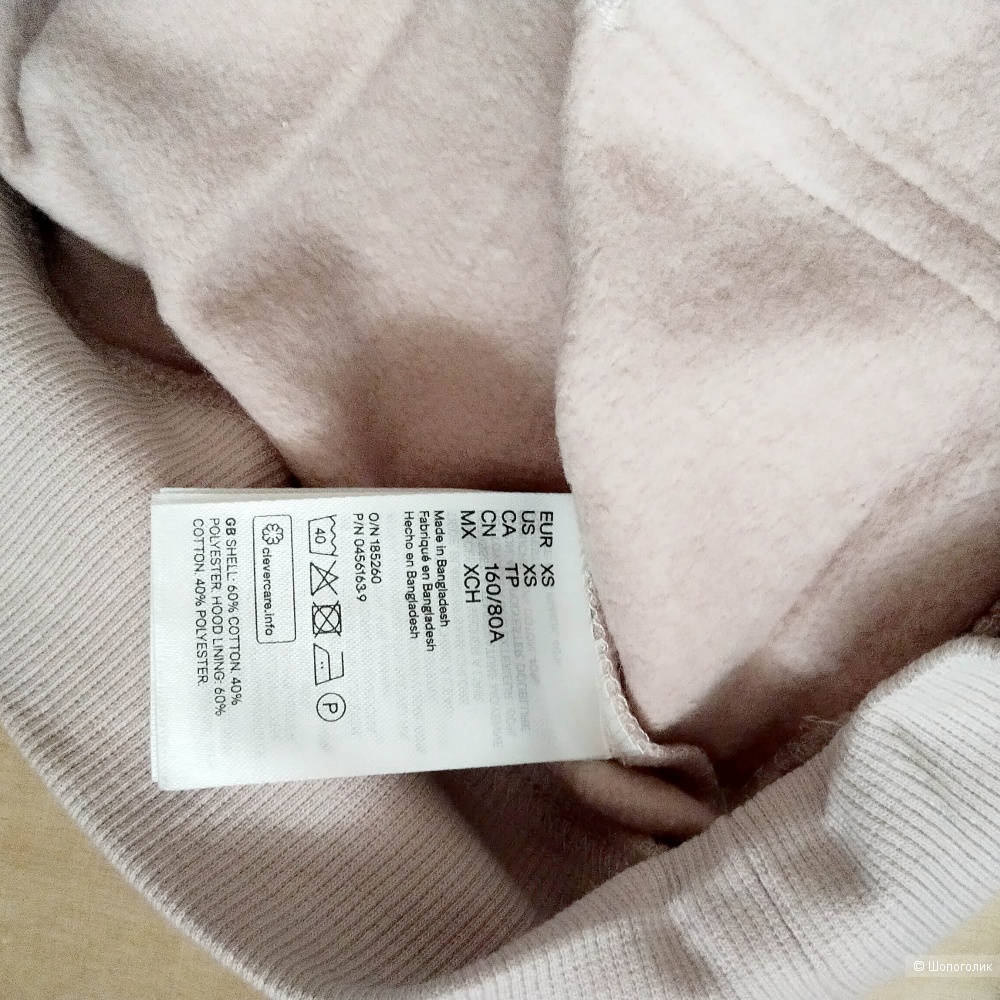 EUR XS
US XS
CA TP
CN 160/80A
MX XCH
Made in Bangladesh
Fabriqué en Bangladesh
Hecho en Bangladesh
O/N 185260
P/N 0456163-9
40
P
clevercare.info
GB SHELL: 60% COTTON. 40%
POLYESTER. HOOD LINING: 60%
COTTON. 40% POLYESTER.
© Шопоголик